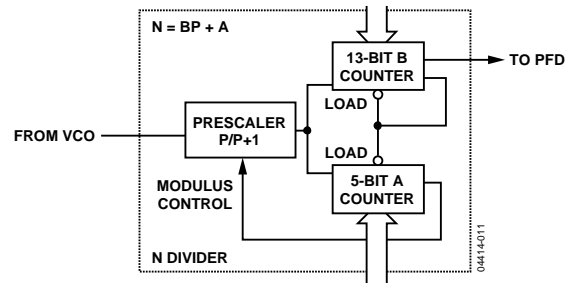 N = BP + A
13-BIT B
COUNTER
TO PFD
LOAD
PRESCALER
P/P+1
FROM VCO
LOAD
MODULUS
CONTROL
5-BIT A
COUNTER
N DIVIDER
04414-011